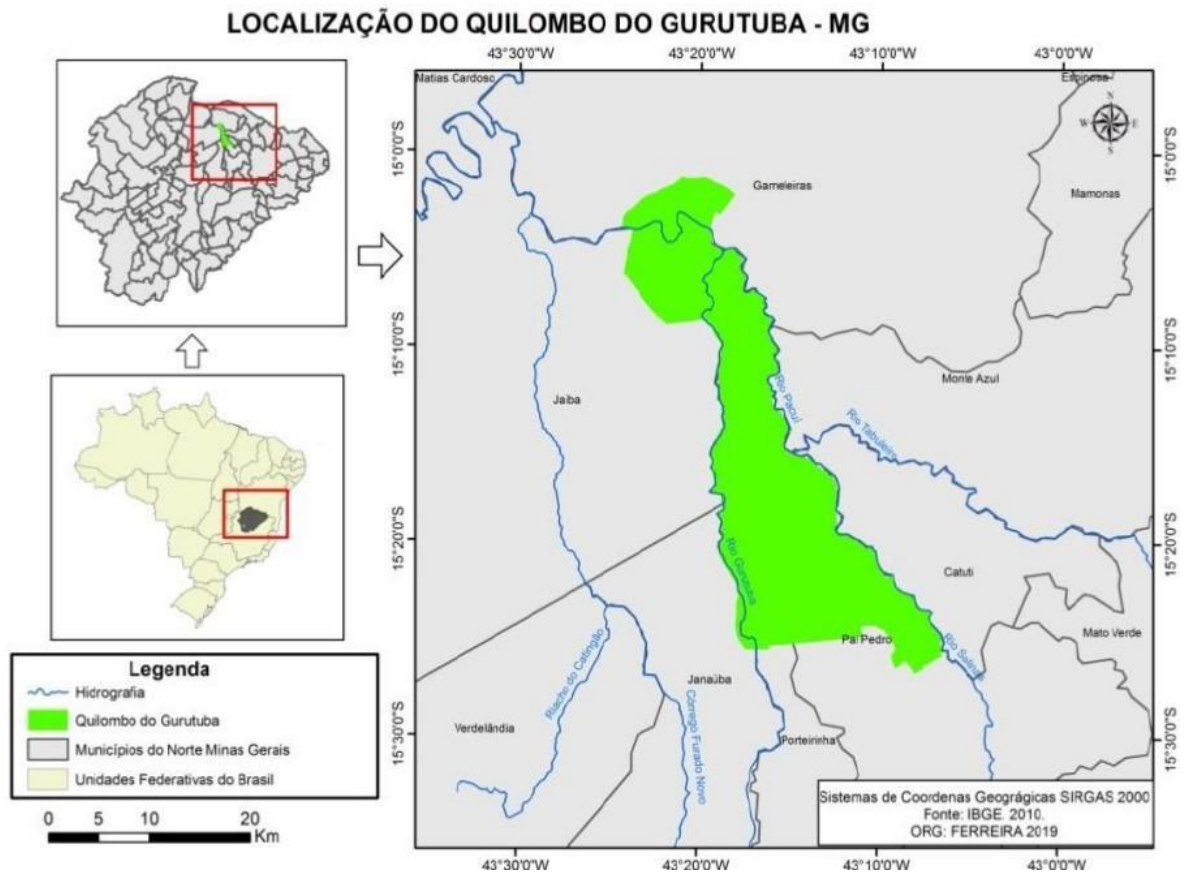 LOCALIZAÇÃO DO QUILOMBO DO GURUTUBA - MG
43°30'0"W
43°20'0"W
43°10'0"W
43°0'0"W
Matias Cardoso
Espinosa
N
W
E
S
15°0'0"S
15°0'0"S
Gameleiras
Mamonas
15°10'0"S
15°10'0"S
Monte Azul
Jaíba
Rio Pacuí
Rio Tabuleiro
15°20'0"S
15°20'0"S
Rio Gurutuba
Catuti
Pai Pedro
Mato Verde
Rio Salinas
Riacho do Catingão
Janaúba
Córrego Furado Novo
Verdelândia
Porteirinha
15°30'0"S
15°30'0"S
Legenda
Hidrografia
Quilombo do Gurutuba
Municípios do Norte Minas Gerais
Unidades Federativas do Brasil
0 5 10 20
Km
Sistemas de Coordenas Geográgicas SIRGAS 2000
Fonte: IBGE. 2010.
ORG: FERREIRA 2019
43°30'0"W
43°20'0"W
43°10'0"W
43°0'0"W